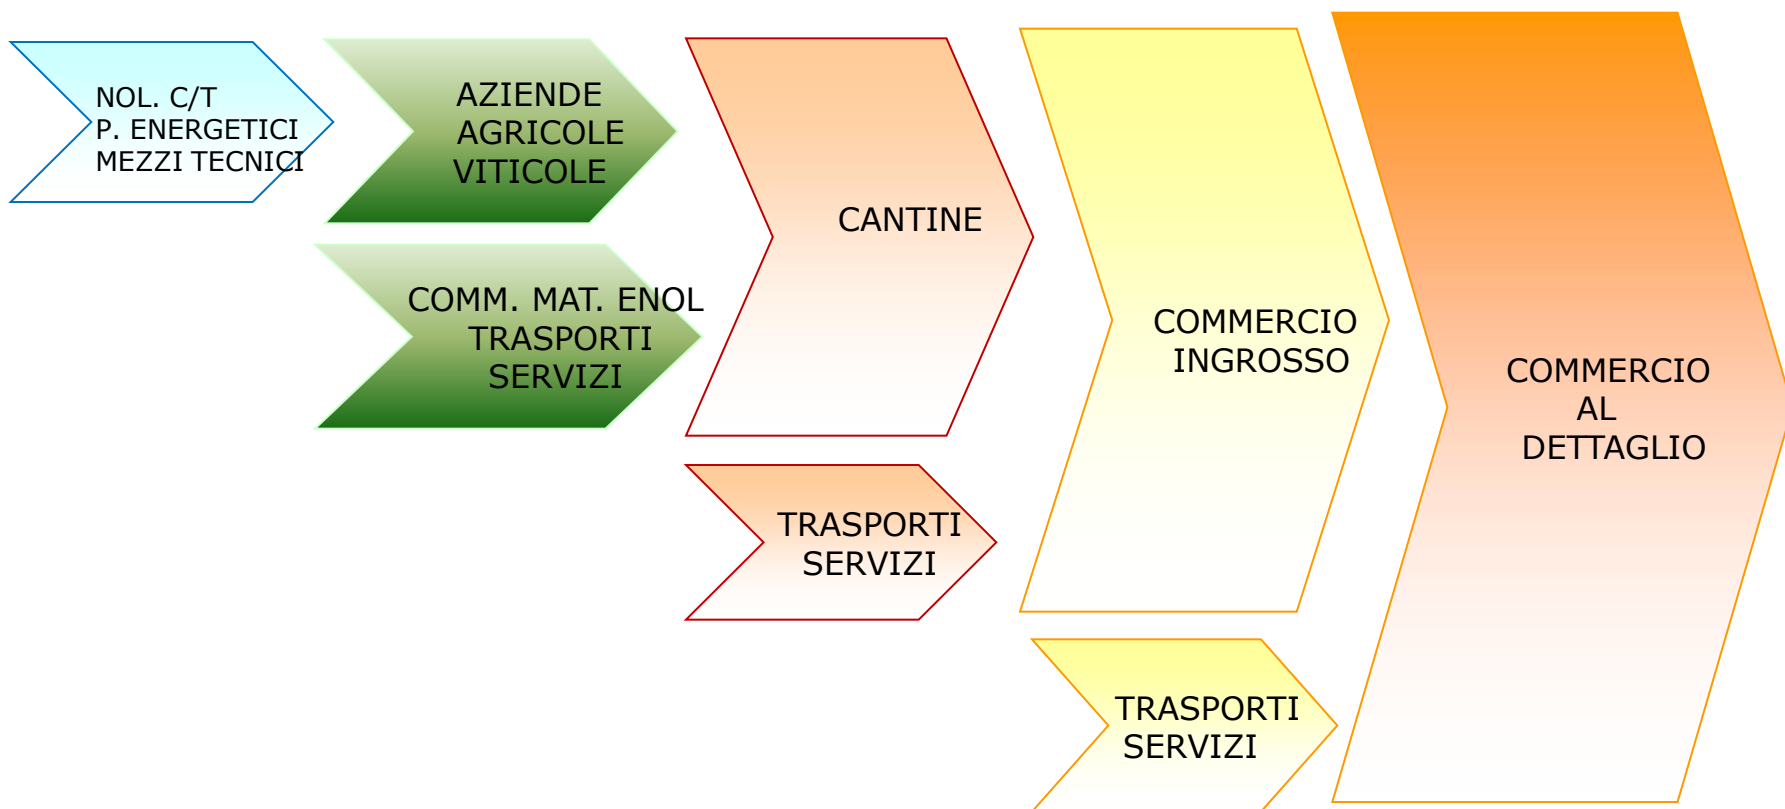 NOL. C/T
P. ENERGETICI
MEZZI TECNICI
AZIENDE
AGRICOLE
VITICOLE
COMM. MAT. ENOL
TRASPORTI
SERVIZI
CANTINE
TRASPORTI
SERVIZI
COMMERCIO
INGROSSO
TRASPORTI
SERVIZI
COMMERCIO
AL
DETTAGLIO